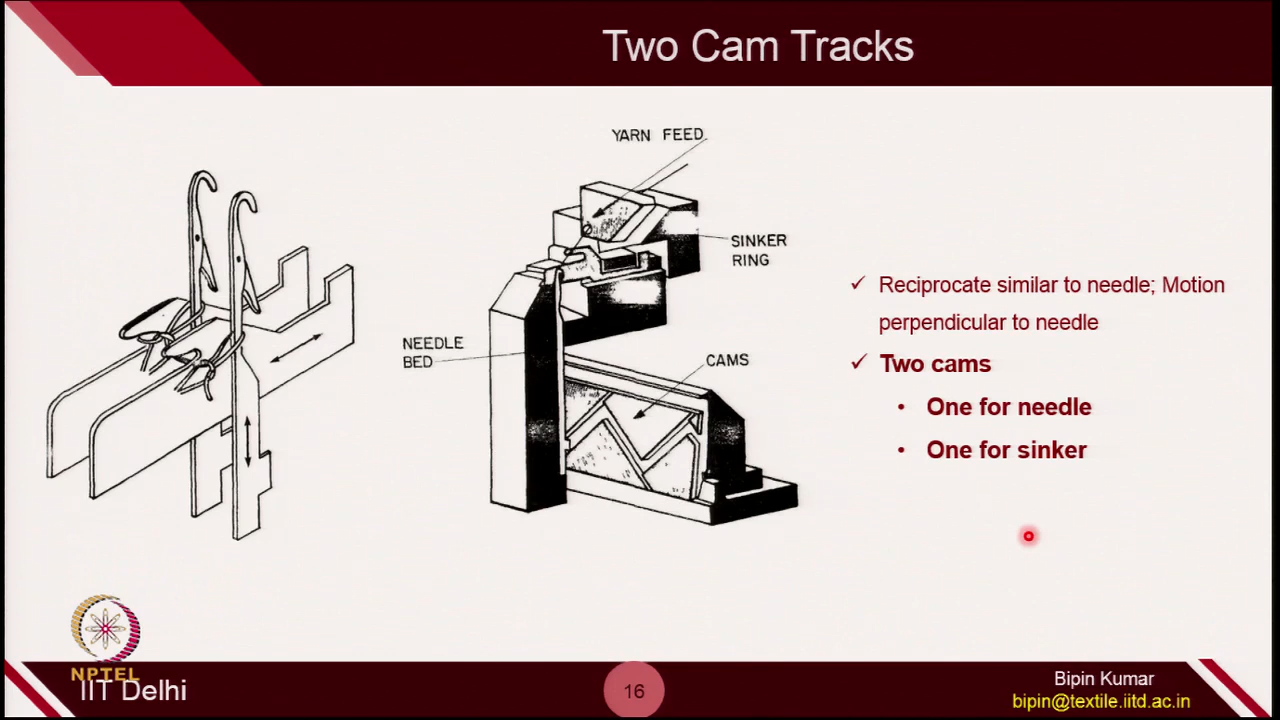 Two Cam Tracks
YARN FEED
SINKER
RING
NEEDLE
BED
CAMS
✓ Reciprocate similar to needle; Motion
perpendicular to needle
✓ Two cams
• One for needle
• One for sinker
NPTEL
IIT Delhi
16
Bipin Kumar
bipin@textile.iitd.ac.in